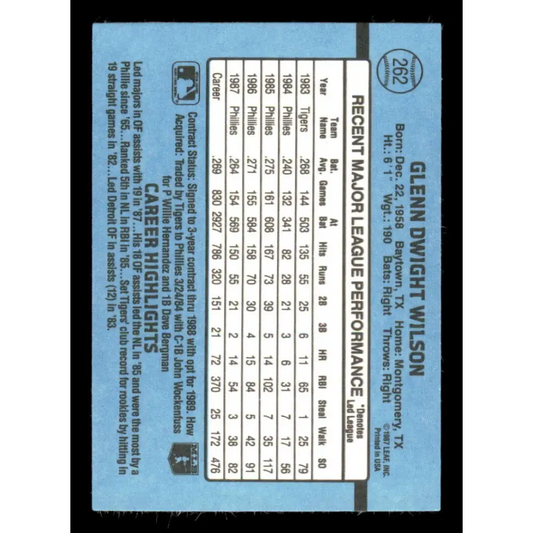 262
GLENN DWIGHT WILSON
Born: Dec. 22, 1958 Baytown, TX Home: Montgomery, TX
Ht.: 6'1" Wgt.: 190 Bats: Right Throws: Right
© 1987 LEAF, INC.
Printed in USA
RECENT MAJOR LEAGUE PERFORMANCE
*Denotes
Led League
Team Bat. At
Year Name Avg. Games Bat Hits Runs 2B 3B HR RBI Steal Walk SO
1983 Tigers .268 144 503 135 55 25 6 11 65 1 25 79
1984 Phillies .240 132 341 82 28 21 3 6 31 7 17 56
1985 Phillies .275 161 608 167 73 39 5 14 102 7 35 117
1986 Phillies .271 155 584 158 70 30 4 15 84 5 42 91
1987 Phillies .264 154 569 150 55 21 2 14 54 3 38 82
Career .269 830 2927 786 320 151 21 72 370 25 172 476
Contract Status: Signed to 3-year contract thru 1988 with opt for 1989. How
Acquired: Traded by Tigers to Phillies 3/24/84 with C-1B John Wockenfuss
for P Willie Hernandez and 1B Dave Bergman
CAREER HIGHLIGHTS
Led majors in OF assists with 19 in '87...His 18 OF assists led the NL in '85 and were the most by a
Phillie since '65...Ranked 5th in NL in RBI in '85...Set Tigers' club record for rookies by hitting in
19 straight games in '82...Led Detroit OF in assists (12) in '83.